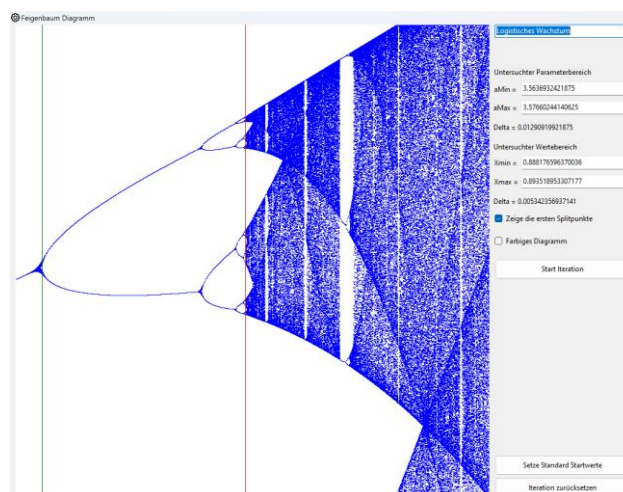 Feigenbaum Diagramm
Logistisches Wachstum
Untersuchter Parameterbereich
aMin = 3.5636932421875
aMax = 3.57660244140625
Delta = 0.01290919921875
Untersuchter Wertebereich
Xmin = 0.888176596370036
Xmax = 0.893518953307177
Delta = 0.005342356937141
Zeige die ersten Splitpunkte
Farbiges Diagramm
Start Iteration
Setze Standard Startwerte
Iteration zurücksetzen